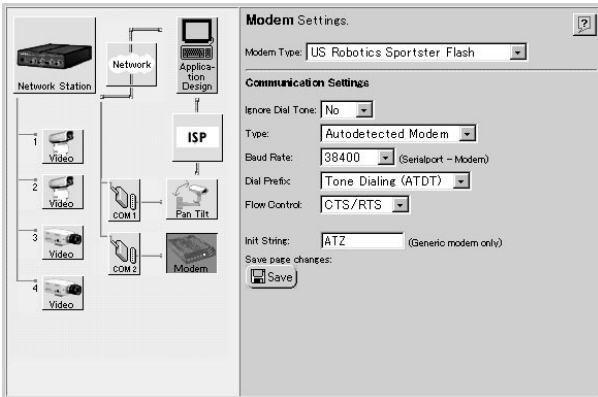 Network Station
Network
Applica-
tion
Design
ISP
1
Video
2
Video
3
Video
4
Video
COM 1
Pan Tilt
COM 2
Modem
Modem Settings.
?
Modem Type: US Robotics Sportster Flash
Communication Settings
Ignore Dial Tone: No
Type: Autodetected Modem
Baud Rate: 38400 (Serialport - Modem)
Dial Prefix: Tone Dialing (ATDT)
Flow Control: CTS/RTS
Init String: ATZ (Generic modem only)
Save page changes:
Save